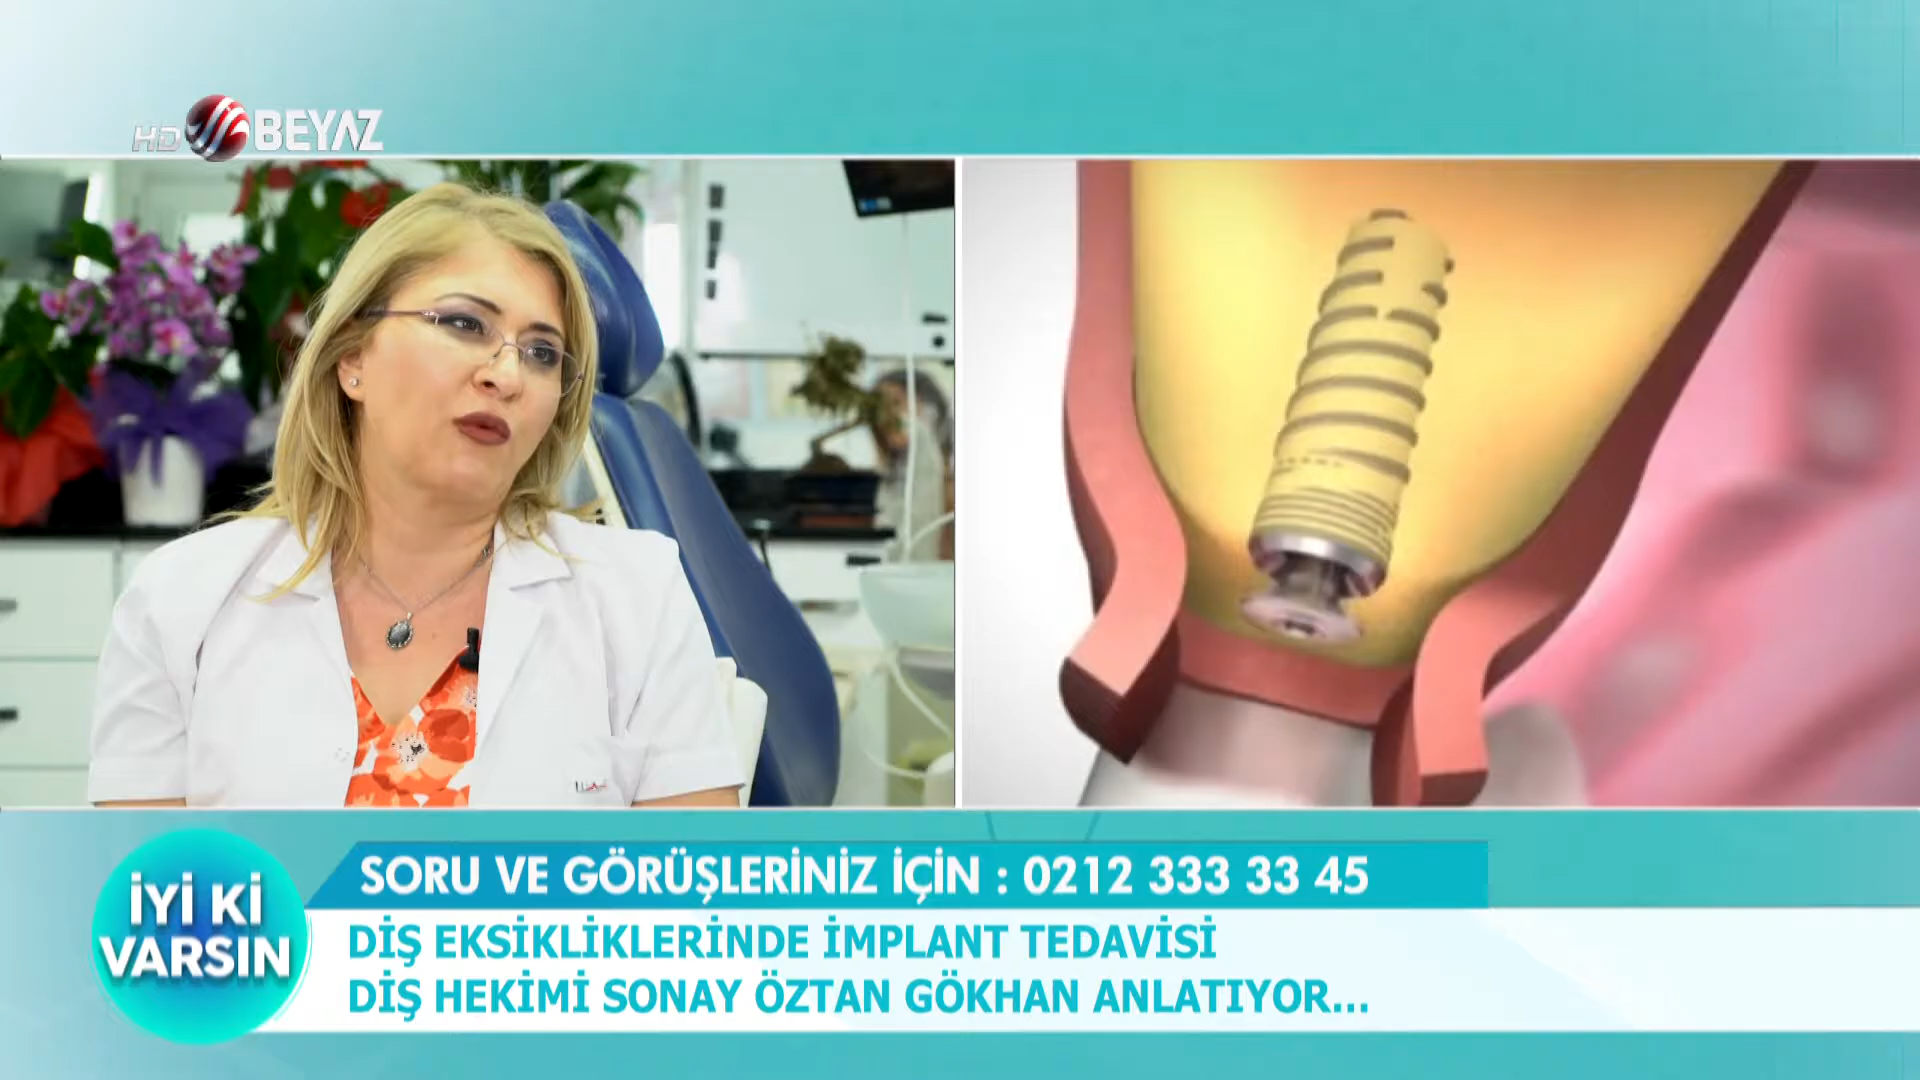 HD BEYAZ
SORU VE GÖRÜŞLERİNİZ İÇİN : 0212 333 33 45
İYİ Kİ
VARSIN
DİŞ EKSİKLİKLERİNDE İMPLANT TEDAVİSİ
DİŞ HEKİMİ SONAY ÖZTAN GÖKHAN ANLATIYOR...